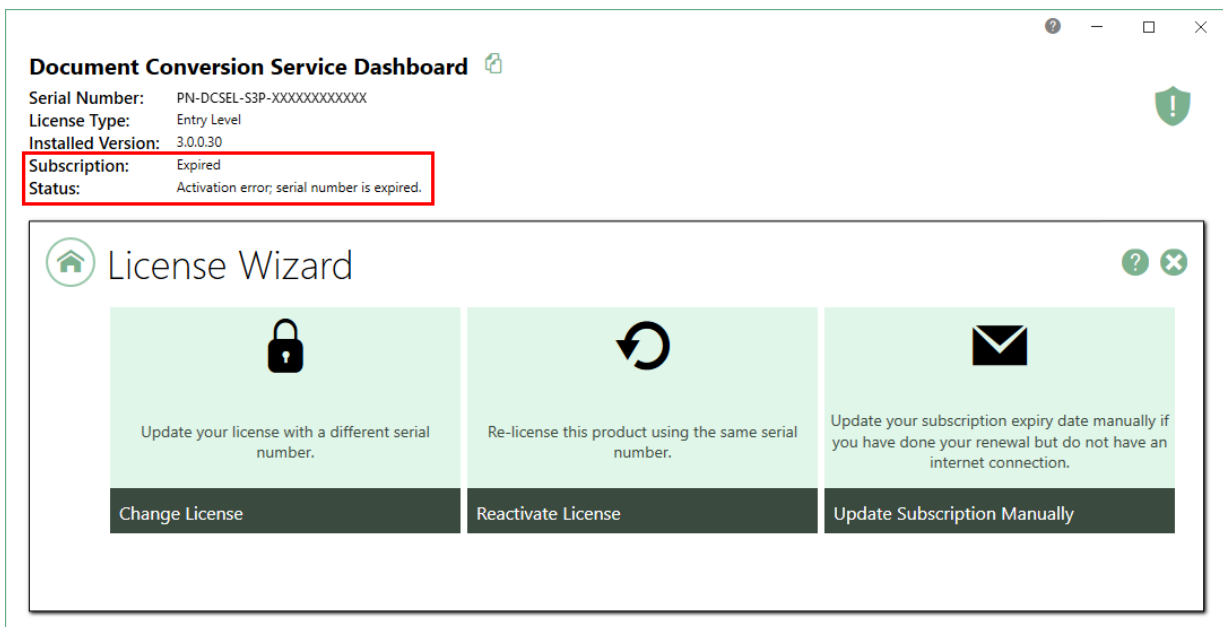 Document Conversion Service Dashboard
Serial Number: PN-DCSEL-S3P-XXXXXXXXXXXX
License Type: Entry Level
Installed Version: 3.0.0.30
Subscription: Expired
Status: Activation error; serial number is expired.
License Wizard
Update your license with a different serial
number.
Change License
Re-license this product using the same serial
number.
Reactivate License
Update your subscription expiry date manually if
you have done your renewal but do not have an
internet connection.
Update Subscription Manually